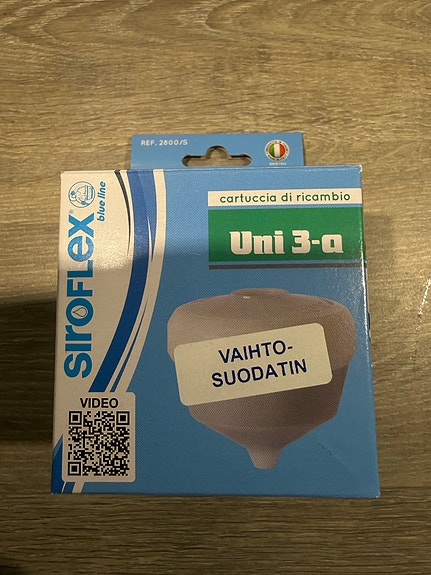 REF. 2800/S
cartuccia di ricambio
Uni 3-a
SIROFLEX®
blue line
VAIHTO-
SUODATIN
VIDEO